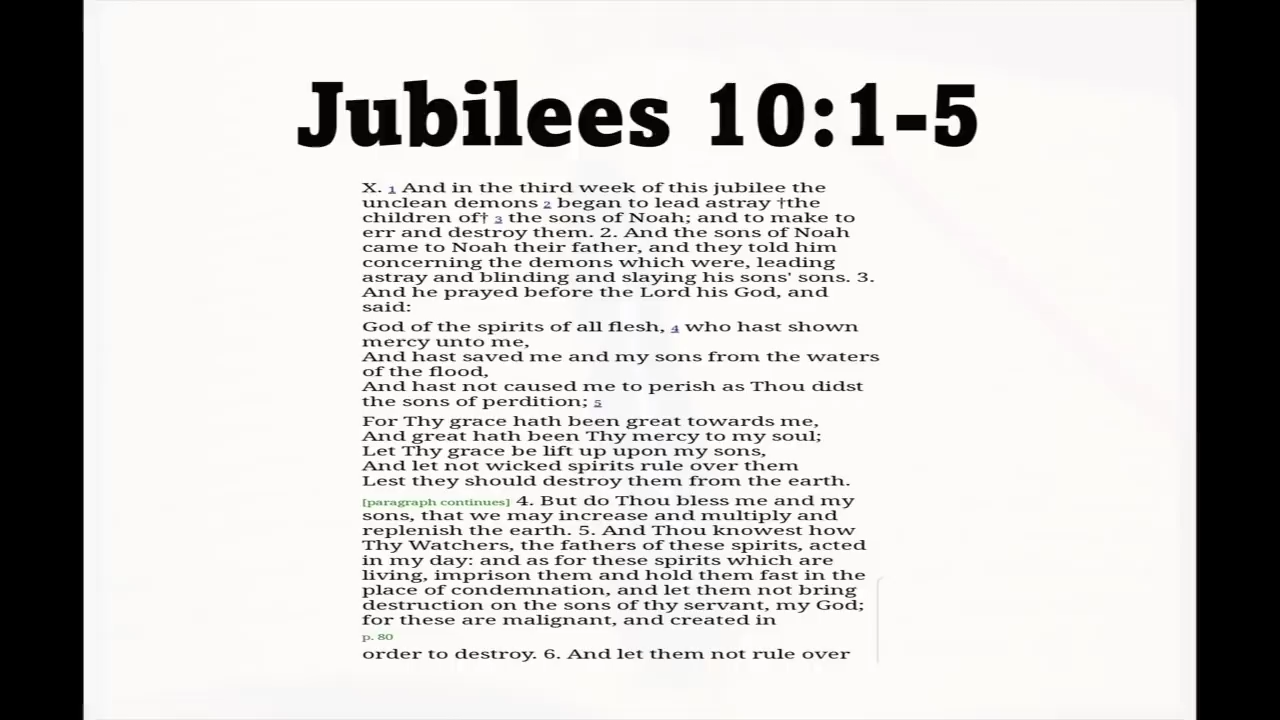 Jubilees 10:1-5
X. 1 And in the third week of this jubilee the
unclean demons 2 began to lead astray †the
children of† 3 the sons of Noah; and to make to
err and destroy them. 2. And the sons of Noah
came to Noah their father, and they told him
concerning the demons which were, leading
astray and blinding and slaying his sons' sons. 3.
And he prayed before the Lord his God, and
said:
God of the spirits of all flesh, 4 who hast shown
mercy unto me,
And hast saved me and my sons from the waters
of the flood,
And hast not caused me to perish as Thou didst
the sons of perdition; 5
For Thy grace hath been great towards me,
And great hath been Thy mercy to my soul;
Let Thy grace be lift up upon my sons,
And let not wicked spirits rule over them
Lest they should destroy them from the earth.
[paragraph continues] 4. But do Thou bless me and my
sons, that we may increase and multiply and
replenish the earth. 5. And Thou knowest how
Thy Watchers, the fathers of these spirits, acted
in my day: and as for these spirits which are
living, imprison them and hold them fast in the
place of condemnation, and let them not bring
destruction on the sons of thy servant, my God;
for these are malignant, and created in
p. 80
order to destroy. 6. And let them not rule over